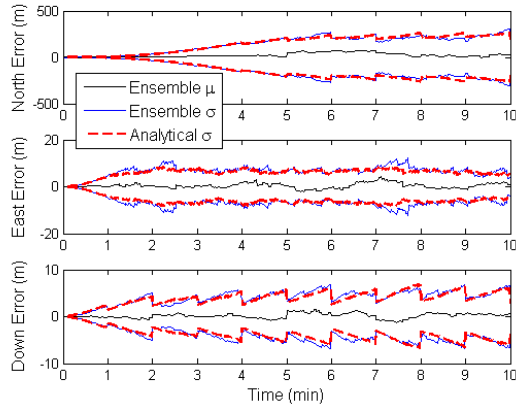 North Error (m)
500
0
-500
0 1 2 3 4 5 6 7 8 9 10
Ensemble μ
Ensemble σ
Analytical σ
East Error (m)
20
0
-20
0 1 2 3 4 5 6 7 8 9 10
Down Error (m)
10
0
-10
0 1 2 3 4 5 6 7 8 9 10
Time (min)